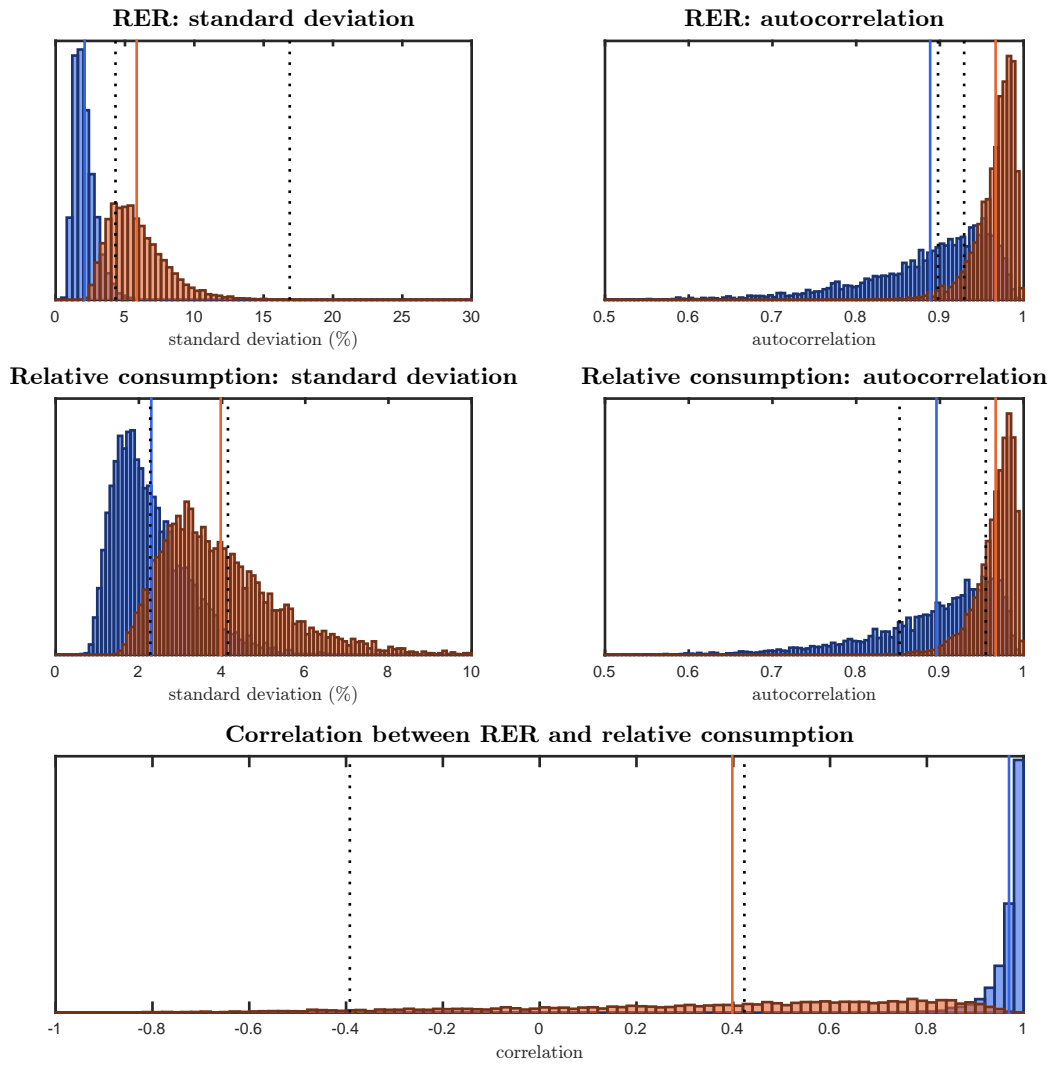 RER: standard deviation
RER: autocorrelation
0 5 10 15 20 25 30
0.5 0.6 0.7 0.8 0.9 1
standard deviation (%)
autocorrelation
Relative consumption: standard deviation
Relative consumption: autocorrelation
0 2 4 6 8 10
0.5 0.6 0.7 0.8 0.9 1
standard deviation (%)
autocorrelation
Correlation between RER and relative consumption
-1 -0.8 -0.6 -0.4 -0.2 0 0.2 0.4 0.6 0.8 1
correlation